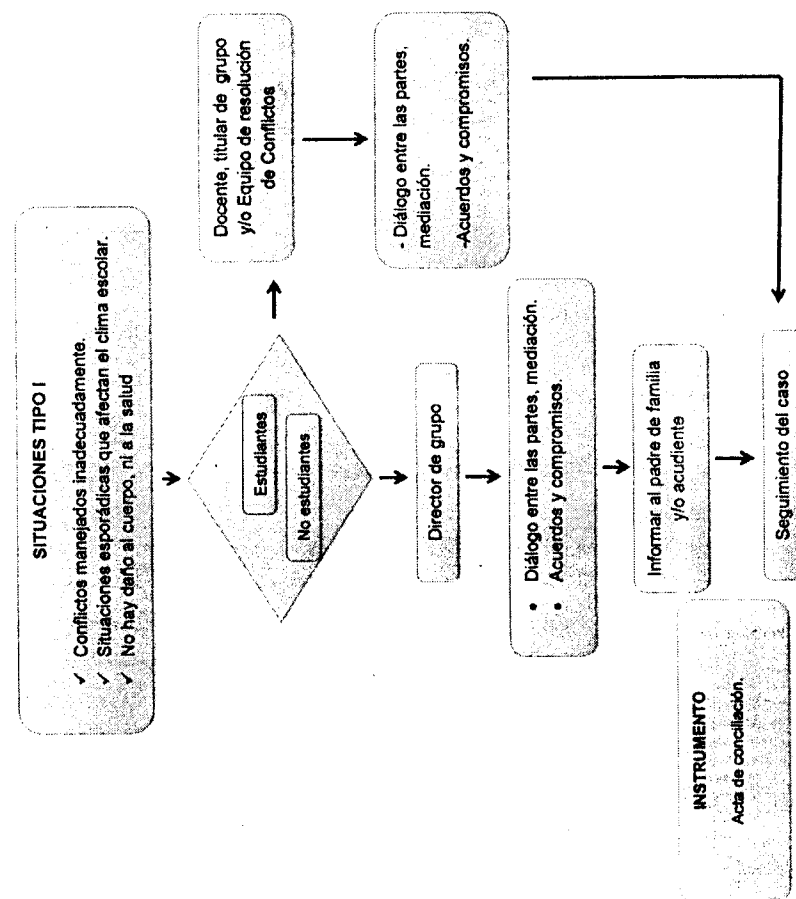 SITUACIONES TIPO I
✓ Conflictos manejados inadecuadamente.
✓ Situaciones esporádicas que afectan el clima escolar.
✓ No hay daño al cuerpo, ni a la salud
Estudiantes
No estudiantes
Docente, titular de grupo
y/o Equipo de resolución
de Conflictos
- Diálogo entre las partes,
mediación.
-Acuerdos y compromisos.
Director de grupo
• Diálogo entre las partes, mediación.
• Acuerdos y compromisos.
Informar al padre de familia
y/o acudiente
Seguimiento del caso
INSTRUMENTO
Acta de conciliación.